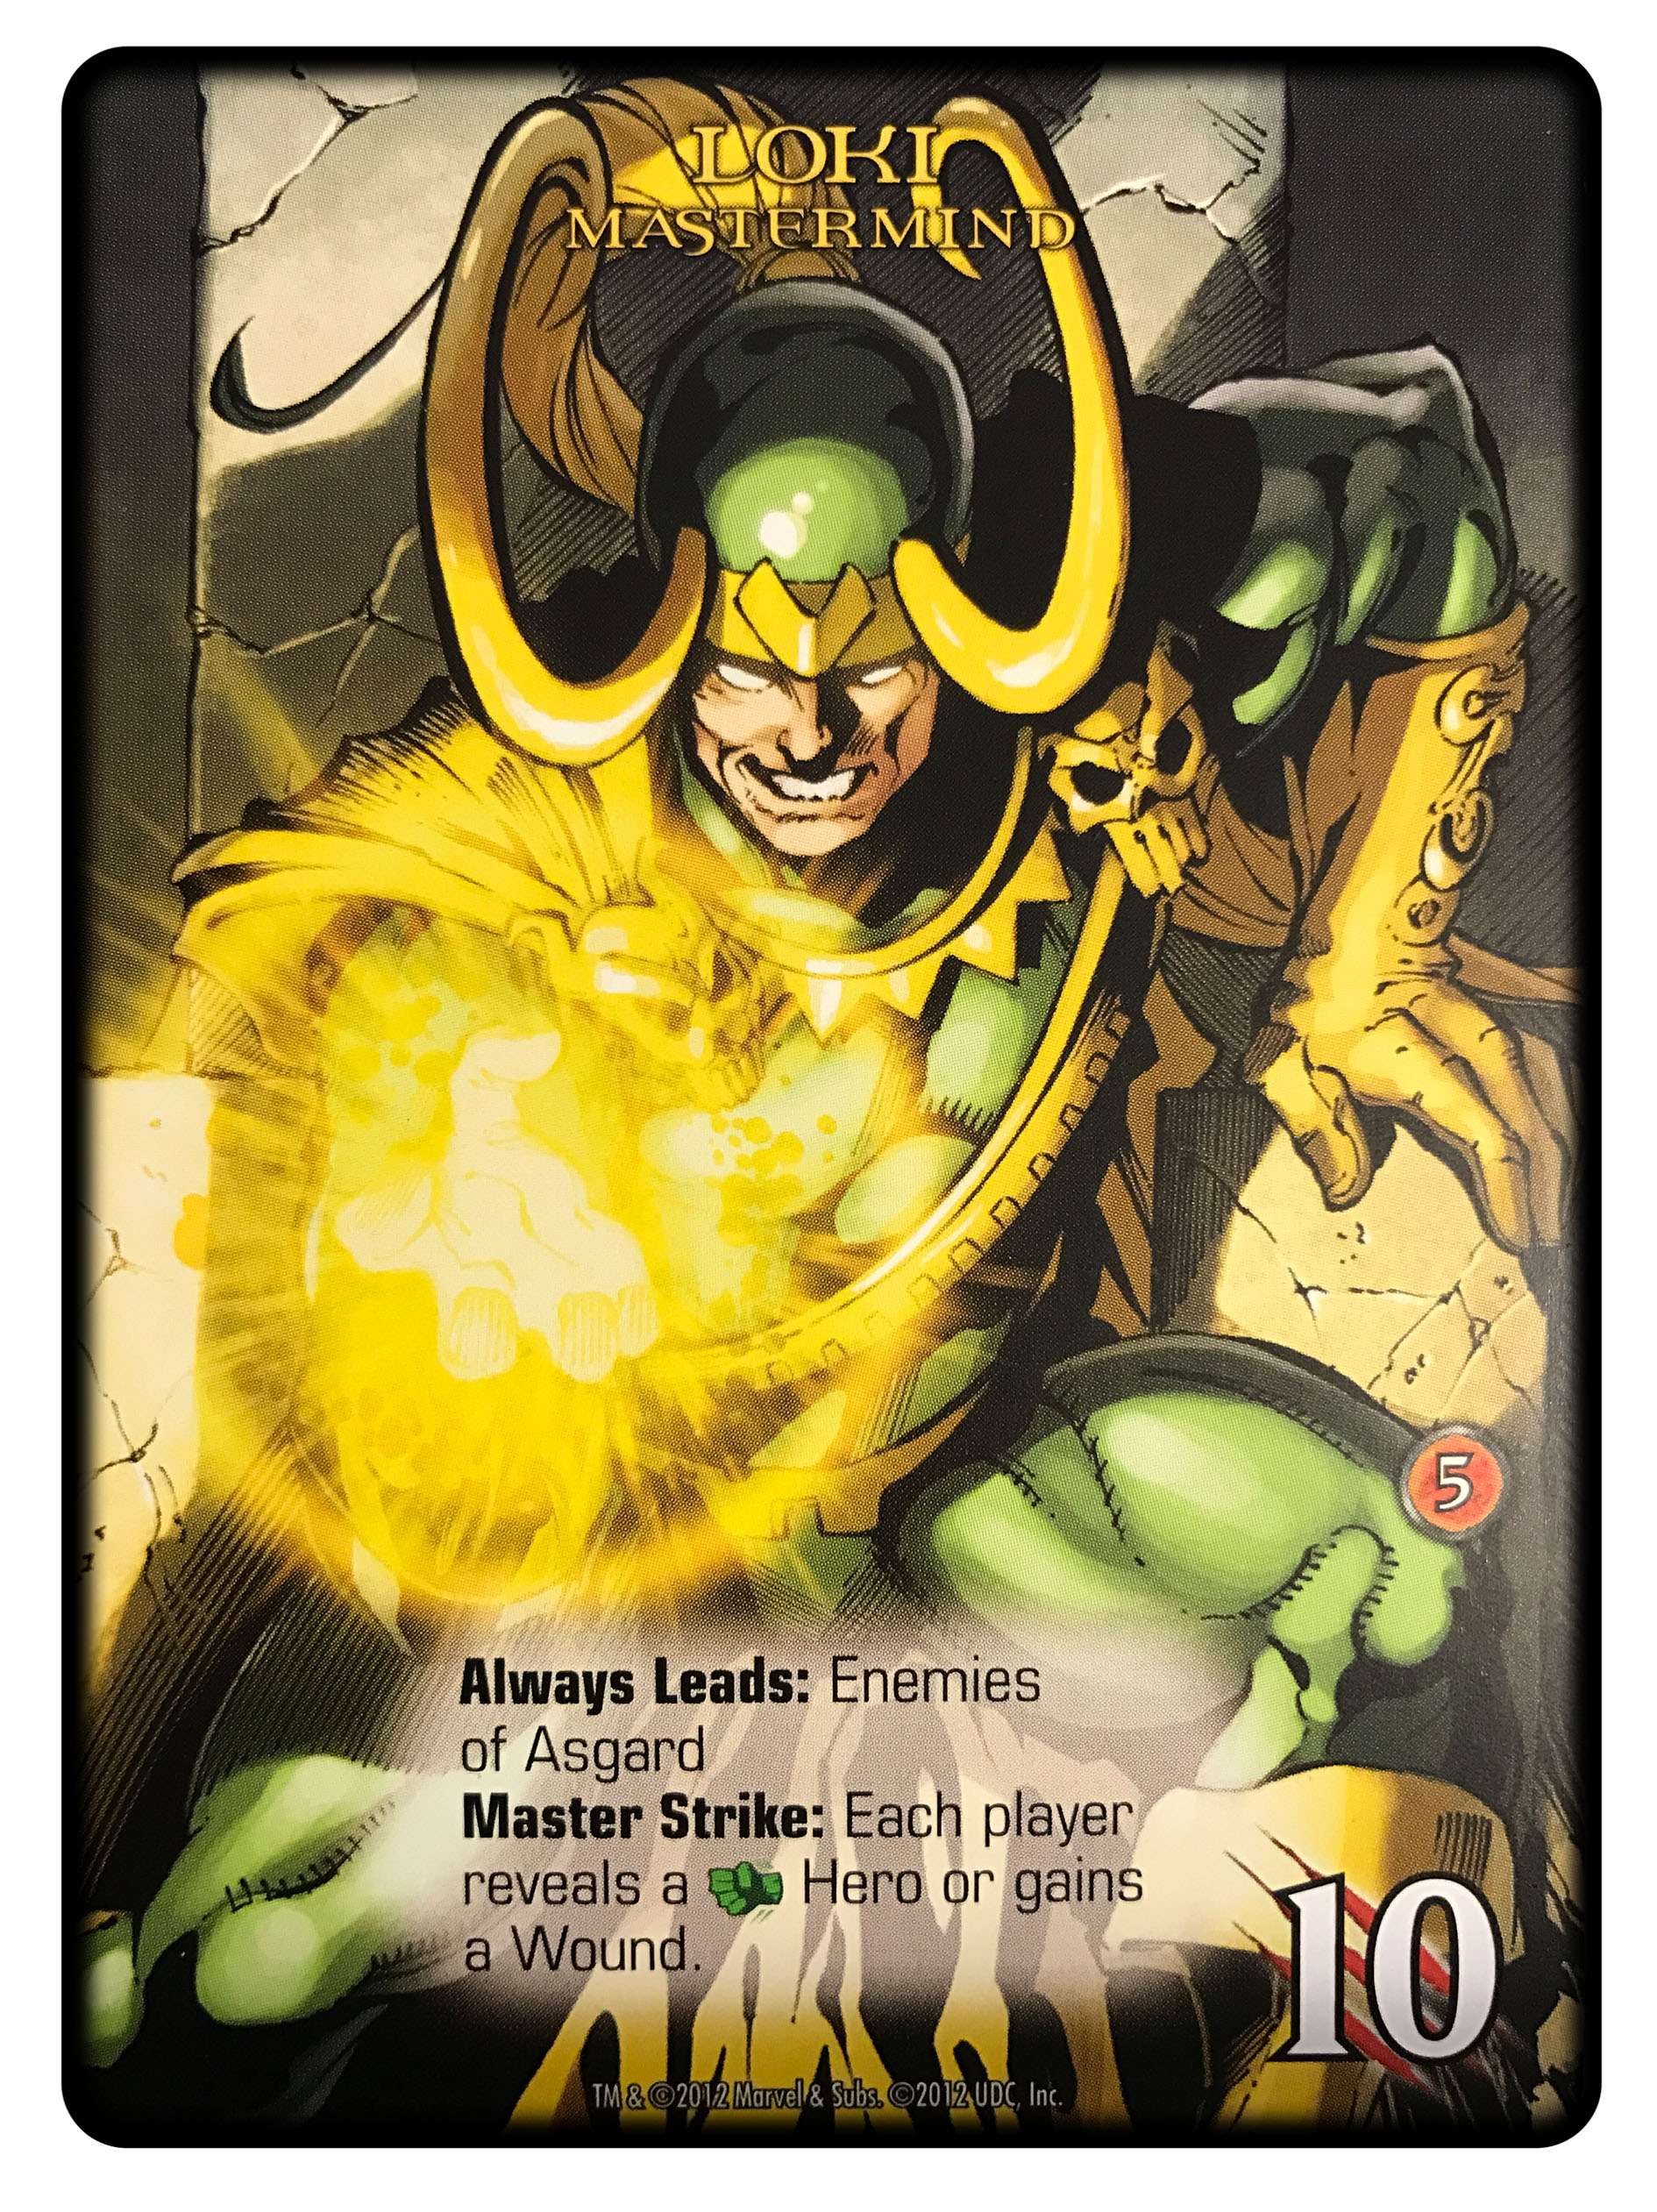 LOKI
MASTERMIND
5
Always Leads: Enemies
of Asgard
Master Strike: Each player
reveals a Hero or gains
a Wound.
10
TM & ©2012 Marvel & Subs. ©2012 UDC, Inc.